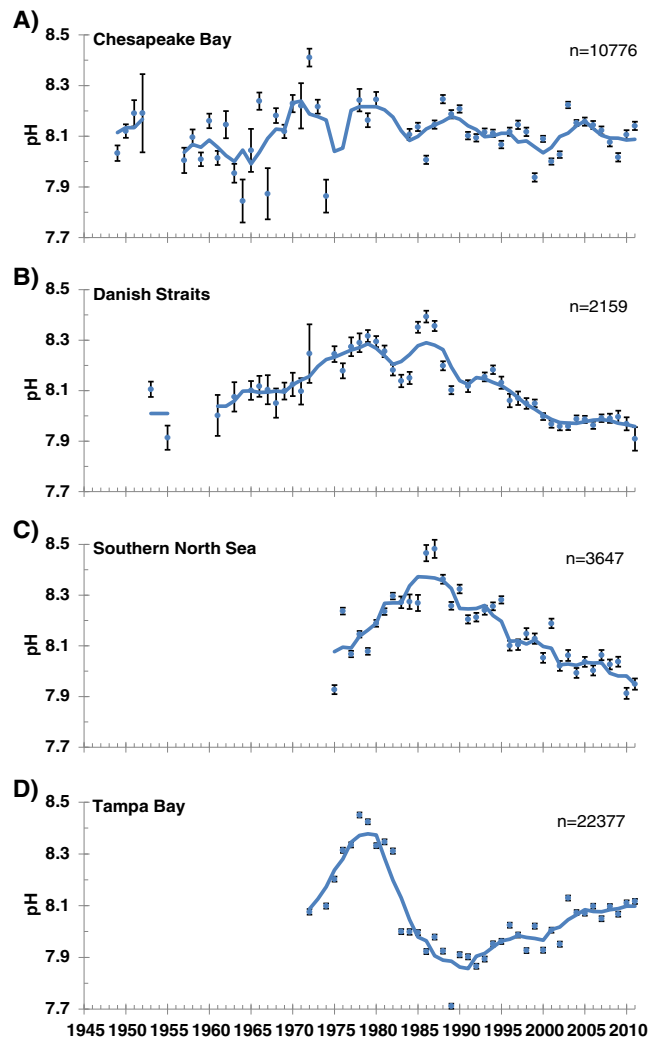 A)
Chesapeake Bay
n=10776
8.5
8.3
8.1
7.9
7.7
pH
B)
Danish Straits
n=2159
8.5
8.3
8.1
7.9
7.7
pH
C)
Southern North Sea
n=3647
8.5
8.3
8.1
7.9
7.7
pH
D)
Tampa Bay
n=22377
8.5
8.3
8.1
7.9
7.7
pH
1945 1950 1955 1960 1965 1970 1975 1980 1985 1990 1995 2000 2005 2010